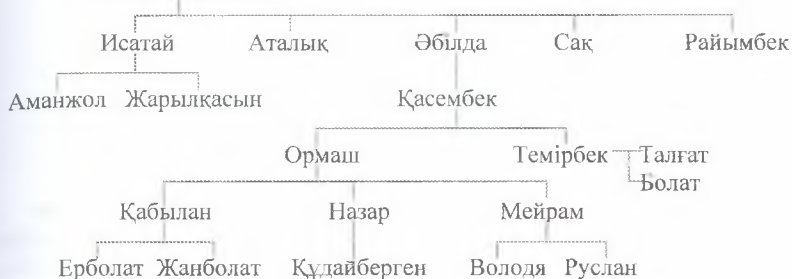 Исатай Аталық Әбілда Сақ Райымбек
Аманжол Жарылқасын Қасембек
Ормаш Темірбек Талғат
Болат
Қабылан Назар Мейрам
Ерболат Жанболат Құдайберген Володя Руслан